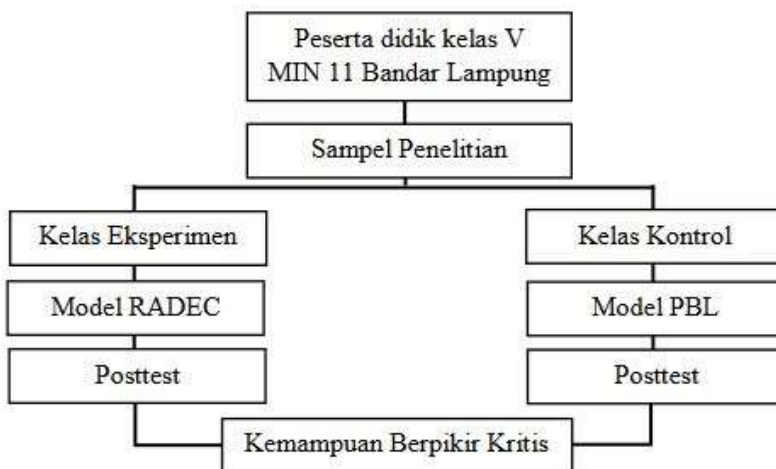 Peserta didik kelas V
MIN 11 Bandar Lampung
Sampel Penelitian
Kelas Eksperimen
Kelas Kontrol
Model RADEC
Model PBL
Posttest
Posttest
Kemampuan Berpikir Kritis